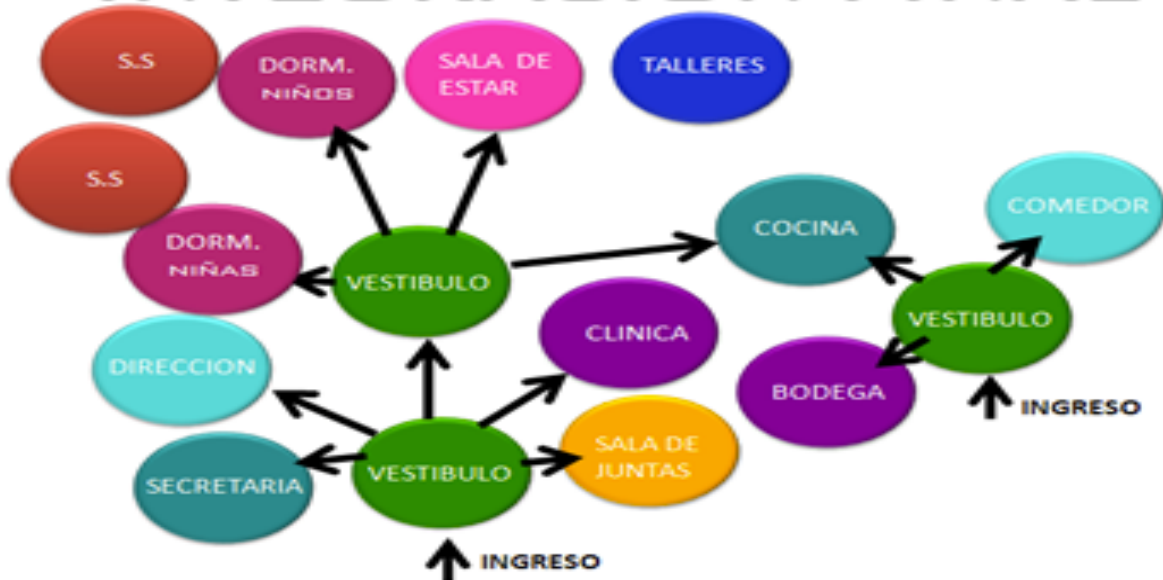 S.S
DORM.
NIÑOS
SALA DE
ESTAR
TALLERES
S.S
DORM.
NIÑAS
VESTIBULO
COCINA
COMEDOR
VESTIBULO
DIRECCION
CLINICA
BODEGA
INGRESO
SECRETARIA
VESTIBULO
SALA DE
JUNTAS
INGRESO